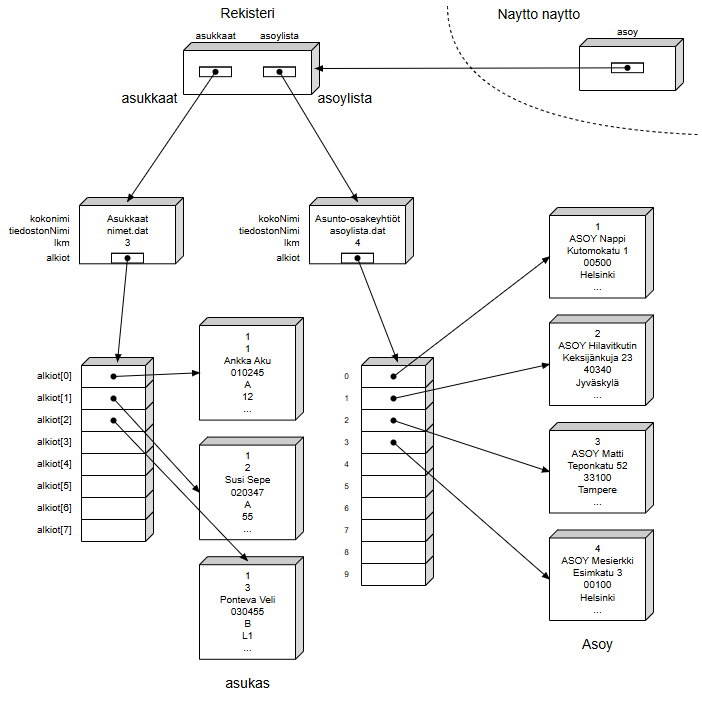 Rekisteri
Naytto naytto
asukkaat
asoylista
asoy
asukkaat
asoylista
kokonimi
tiedostonNimi
lkm
alkiot
Asukkaat
nimet.dat
3
kokoNimi
tiedostonNimi
lkm
alkiot
Asunto-osakeyhtiöt
asoylista.dat
4
alkiot[0]
alkiot[1]
alkiot[2]
alkiot[3]
alkiot[4]
alkiot[5]
alkiot[6]
alkiot[7]
1
1
Ankka Aku
010245
A
12
...
1
2
Susi Sepe
020347
A
55
...
1
3
Ponteva Veli
030455
B
L1
...
asukas
0
1
2
3
4
5
6
7
8
9
1
ASOY Nappi
Kutomokatu 1
00500
Helsinki
...
2
ASOY Hilavitkutin
Keksijänkuja 23
40340
Jyväskylä
...
3
ASOY Matti
Teponkatu 52
33100
Tampere
...
4
ASOY Mesierkki
Esimkatu 3
00100
Helsinki
...
Asoy